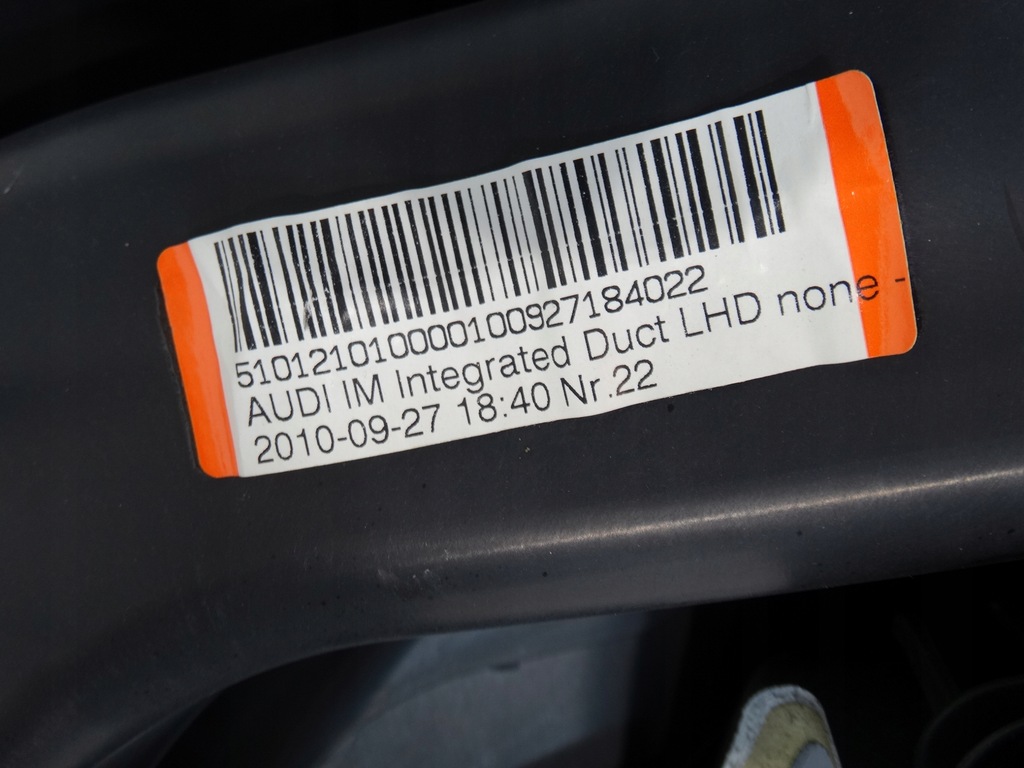 510121010000100927184022
AUDI IM Integrated Duct LHD none -
2010-09-27 18:40 Nr.22